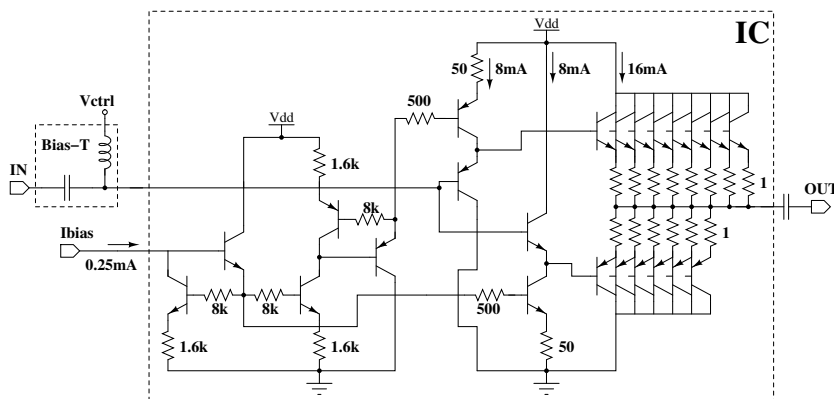 IC
Vdd
50
8mA
8mA
16mA
Vctrl
500
Bias-T
Vdd
1.6k
IN
1
OUT
8k
Ibias
0.25mA
1
8k
8k
500
1.6k
1.6k
50